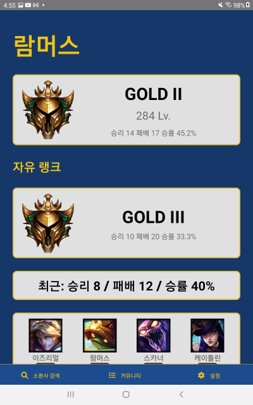 4:55
98%
람머스
GOLD II
284 Lv.
승리 14 패배 17 승률 45.2%
자유 랭크
GOLD III
승리 10 패배 20 승률 33.3%
최근: 승리 8 / 패배 12 / 승률 40%
이즈리얼 람머스 스카너 케이틀린
소환사 검색 커뮤니티 설정